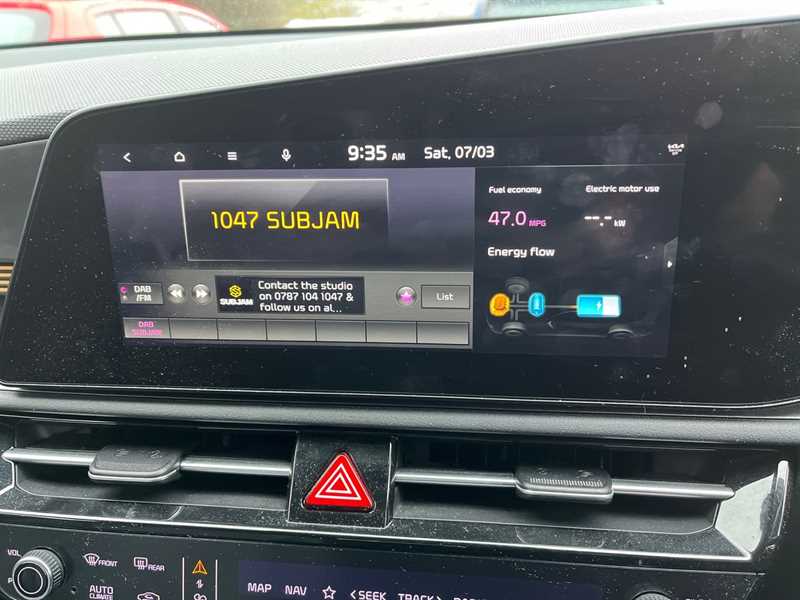 9:35 AM Sat, 07/03
1047 SUBJAM
Fuel economy
47.0 MPG
Electric motor use
--.- kW
Energy flow
DAB
/FM
SUBJAM
Contact the studio
on 0787 104 1047 &
follow us on al...
List
DAB
SUBJAM
VOL
FRONT
REAR
AUTO
CLIMATE
MAP NAV ☆ <SEEK TRACK>